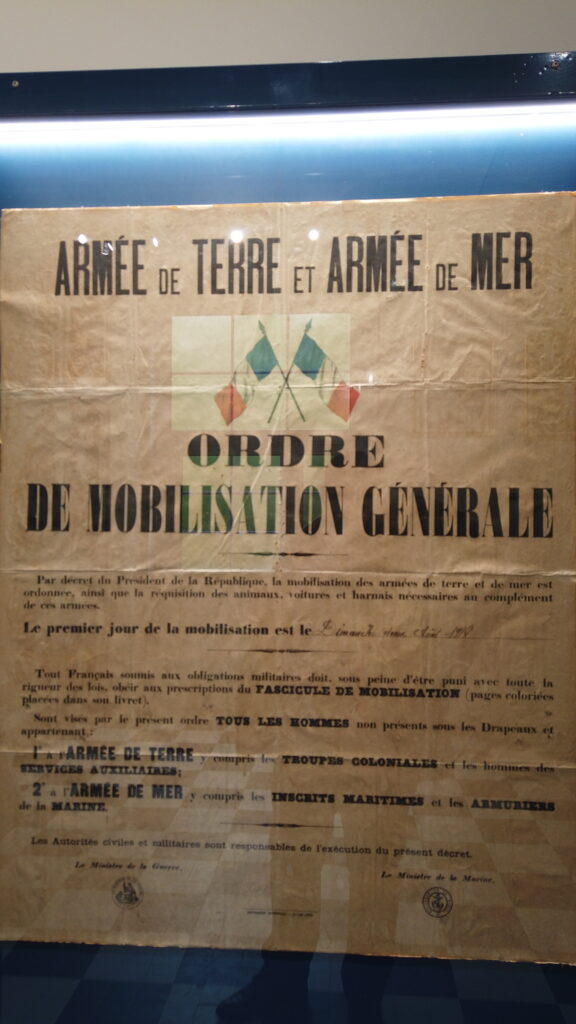 ARMÉE DE TERRE ET ARMÉE DE MER
ORDRE
DE MOBILISATION GÉNÉRALE
Par décret du Président de la République, la mobilisation des armées de terre et de mer est
ordonnée, ainsi que la réquisition des animaux, voitures et harnais nécessaires au complément
de ces armées.
Le premier jour de la mobilisation est le Dimanche deux Août
Tout Français soumis aux obligations militaires doit, sous peine d'être puni avec toute la
rigueur des lois, obéir aux prescriptions du FASCICULE DE MOBILISATION (pages coloriées
placées dans son livret).
Sont visés par le présent ordre TOUS LES HOMMES non présents sous les Drapeaux et
appartenant :
1° à l'ARMÉE DE TERRE y compris les TROUPES COLONIALES et les hommes des
SERVICES AUXILIAIRES;
2° à l'ARMÉE DE MER y compris les INSCRITS MARITIMES et les ARMURIERS
de la MARINE.
Les Autorités civiles et militaires sont responsables de l'exécution du présent décret.
Le Ministre de la Guerre,
Le Ministre de la Marine,